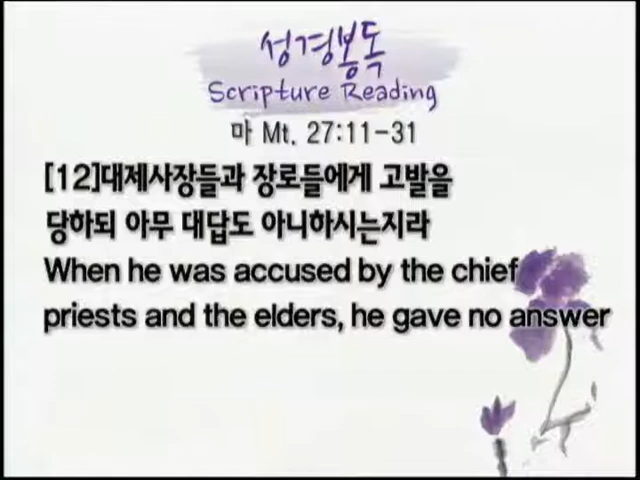 성경봉독
Scripture Reading
마 Mt. 27:11-31
[12]대제사장들과 장로들에게 고발을
당하되 아무 대답도 아니하시는지라
When he was accused by the chief
priests and the elders, he gave no answer